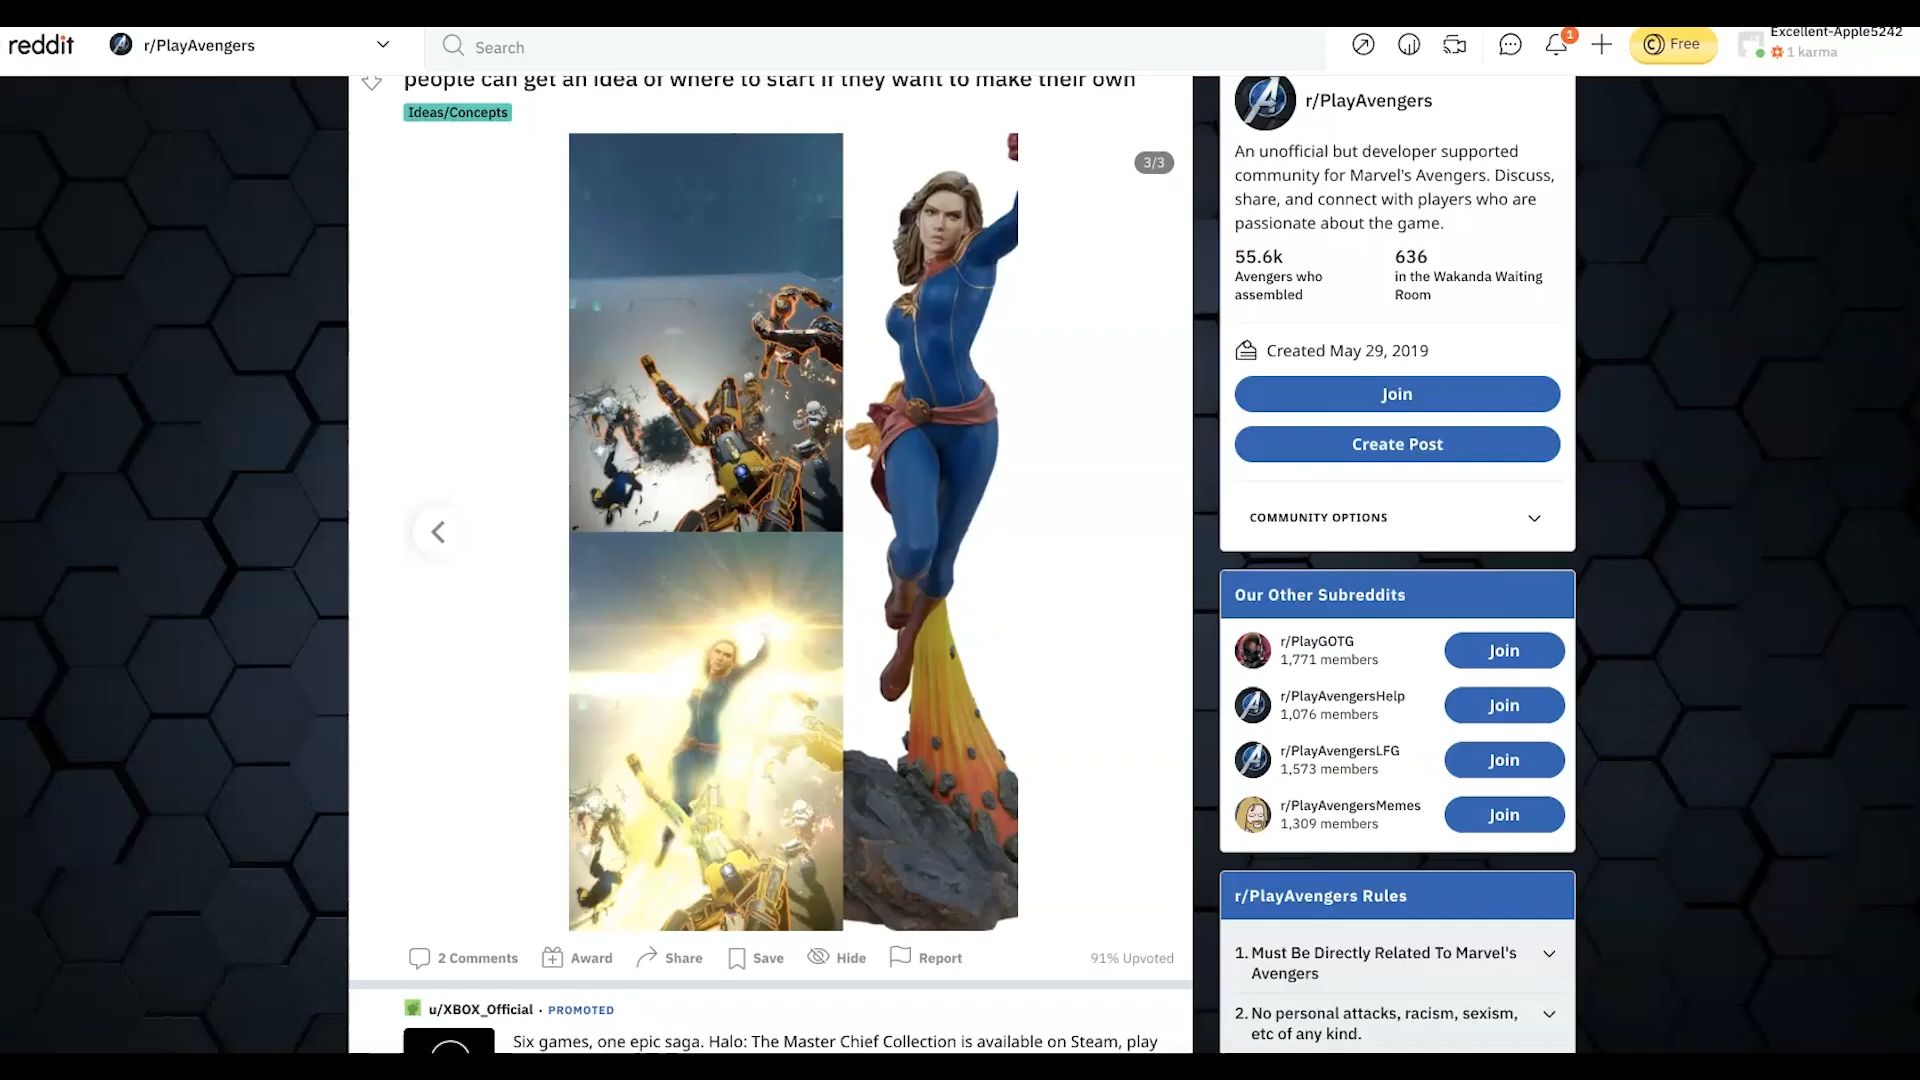 reddit
r/PlayAvengers
Search
1
Free
Excellent-Apple5242
1 karma
people can get an idea of where to start if they want to make their own
Ideas/Concepts
3/3
2 Comments
Award
Share
Save
Hide
Report
91% Upvoted
u/XBOX_Official · PROMOTED
Six games, one epic saga. Halo: The Master Chief Collection is available on Steam, play
r/PlayAvengers
An unofficial but developer supported
community for Marvel's Avengers. Discuss,
share, and connect with players who are
passionate about the game.
55.6k
Avengers who
assembled
636
in the Wakanda Waiting
Room
Created May 29, 2019
Join
Create Post
COMMUNITY OPTIONS
Our Other Subreddits
r/PlayGOTG
1,771 members
Join
r/PlayAvengersHelp
1,076 members
Join
r/PlayAvengersLFG
1,573 members
Join
r/PlayAvengersMemes
1,309 members
Join
r/PlayAvengers Rules
1. Must Be Directly Related To Marvel's
Avengers
2. No personal attacks, racism, sexism,
etc of any kind.